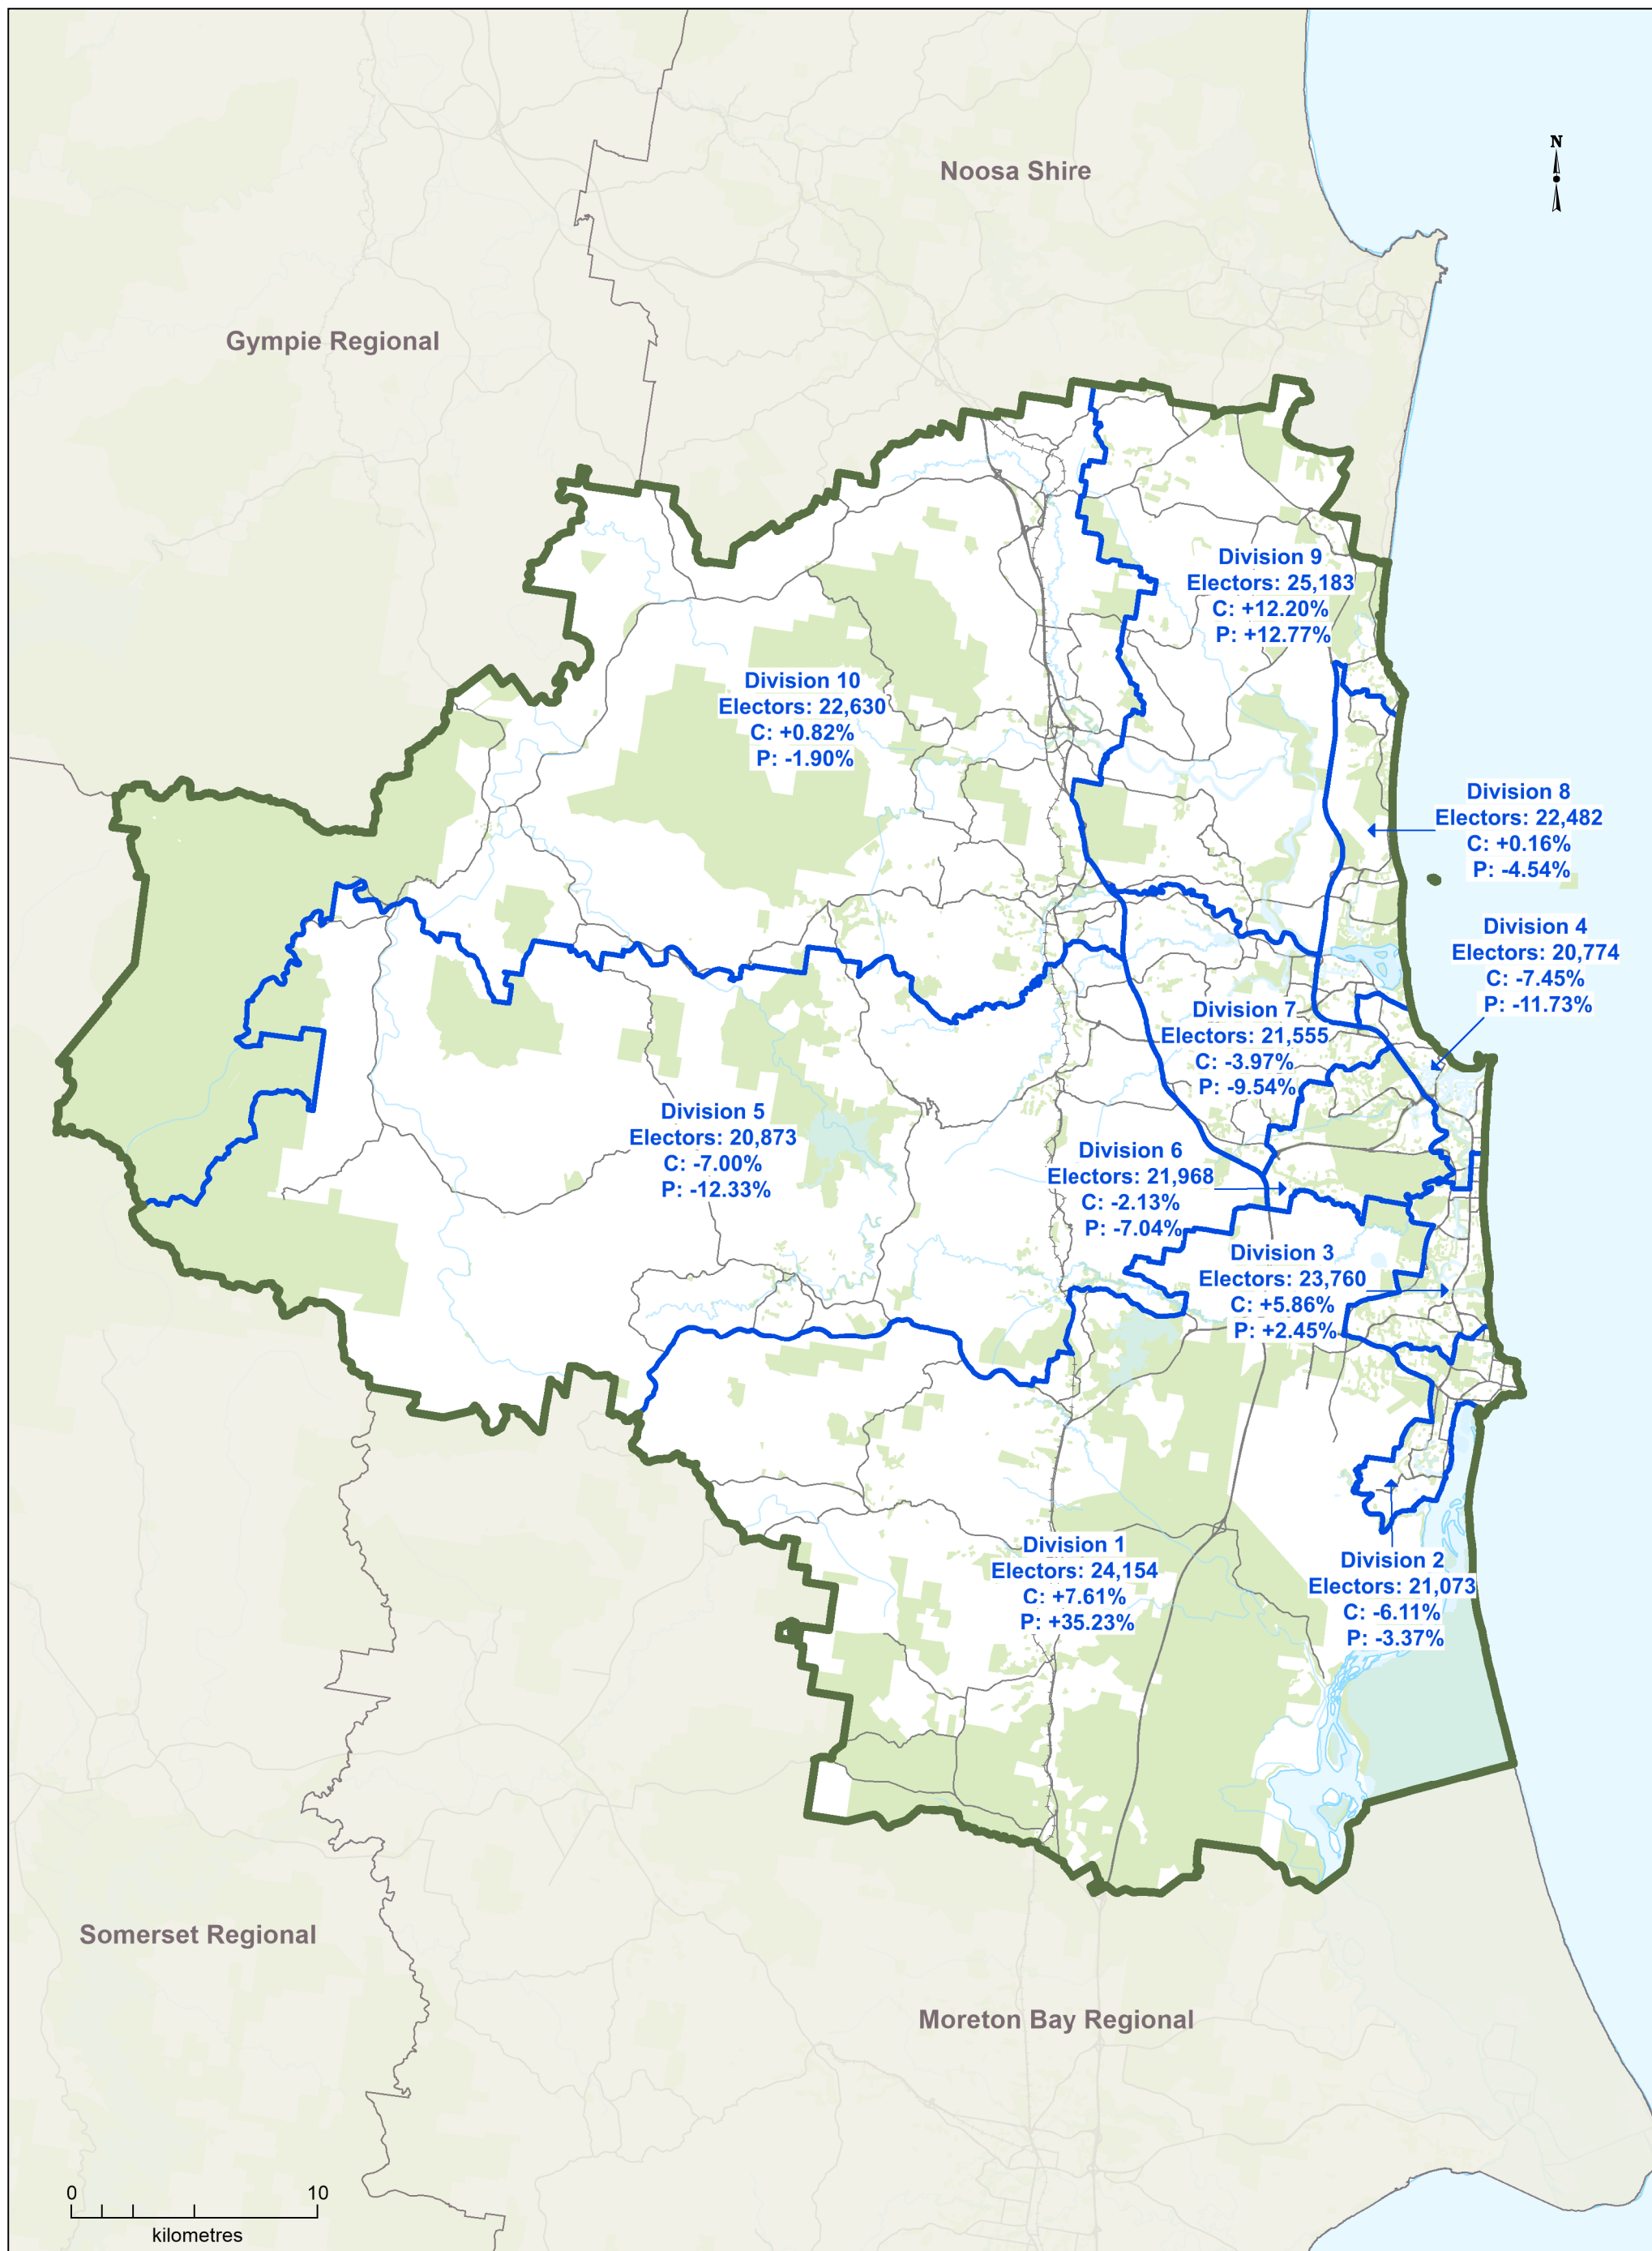 N
Noosa Shire
Gympie Regional
Division 9
Electors: 25,183
C: +12.20%
P: +12.77%
Division 10
Electors: 22,630
C: +0.82%
P: -1.90%
Division 8
Electors: 22,482
C: +0.16%
P: -4.54%
Division 4
Electors: 20,774
C: -7.45%
P: -11.73%
Division 7
Electors: 21,555
C: -3.97%
P: -9.54%
Division 5
Electors: 20,873
C: -7.00%
P: -12.33%
Division 6
Electors: 21,968
C: -2.13%
P: -7.04%
Division 3
Electors: 23,760
C: +5.86%
P: +2.45%
Division 1
Electors: 24,154
C: +7.61%
P: +35.23%
Division 2
Electors: 21,073
C: -6.11%
P: -3.37%
Somerset Regional
Moreton Bay Regional
0 10
kilometres